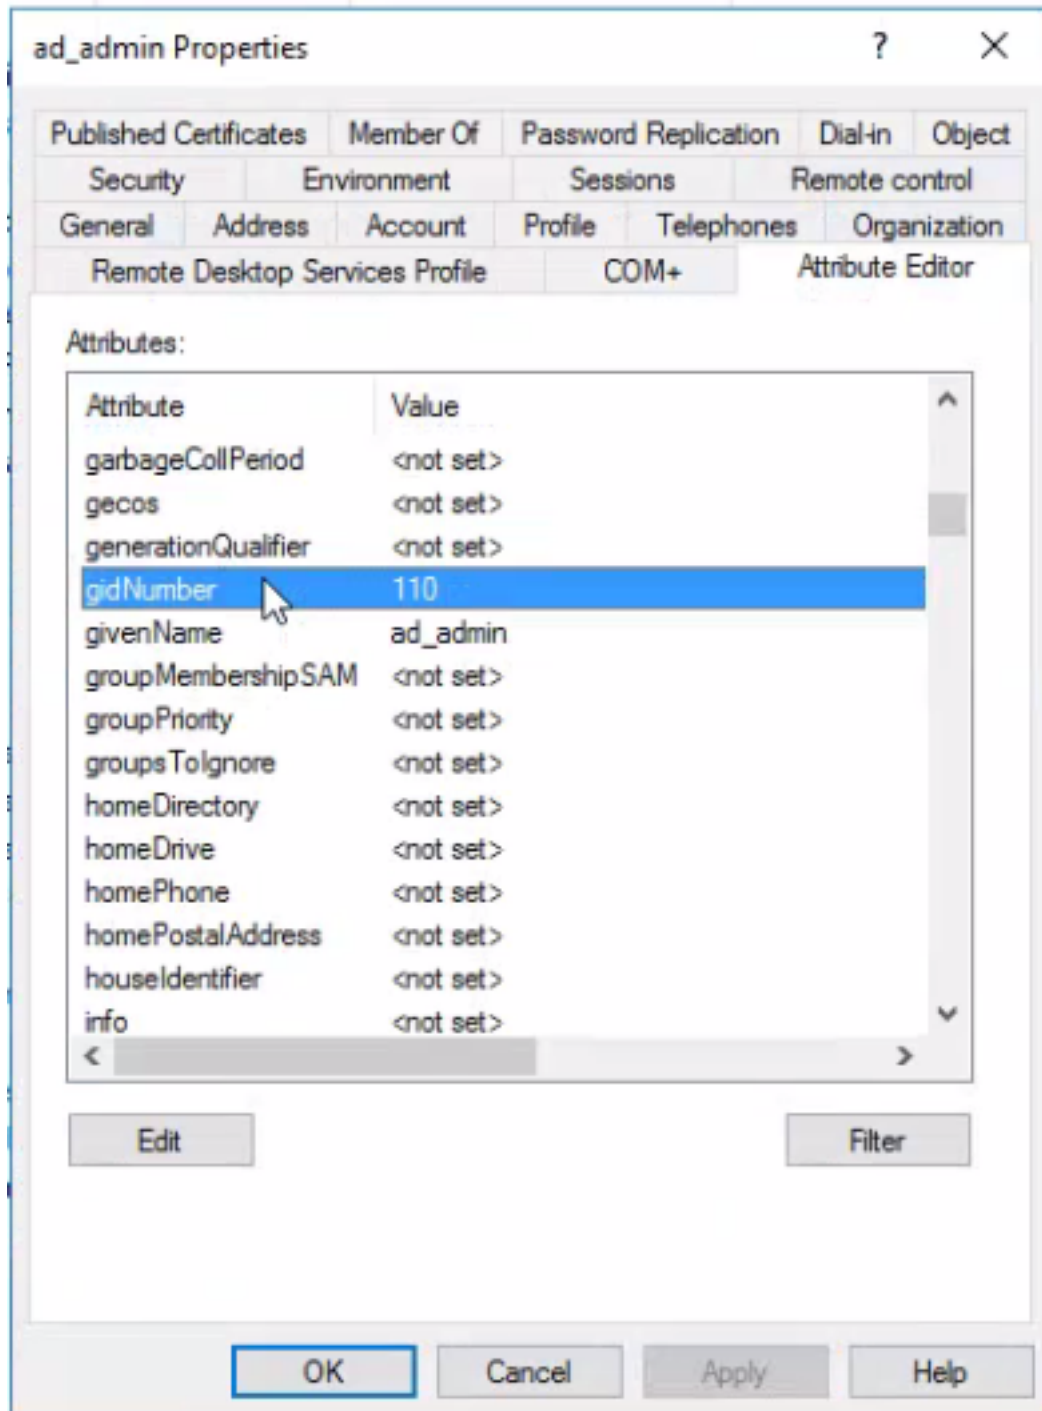 ad_admin Properties ? ×
Published Certificates Member Of Password Replication Dial-in Object
Security Environment Sessions Remote control
General Address Account Profile Telephones Organization
Remote Desktop Services Profile COM+ Attribute Editor
Attributes:
Attribute Value
garbageCollPeriod <not set>
gecos <not set>
generationQualifier <not set>
gidNumber 110
givenName ad_admin
groupMembershipSAM <not set>
groupPriority <not set>
groupsToIgnore <not set>
homeDirectory <not set>
homeDrive <not set>
homePhone <not set>
homePostalAddress <not set>
houseIdentifier <not set>
info <not set>
Edit Filter
OK Cancel Apply Help